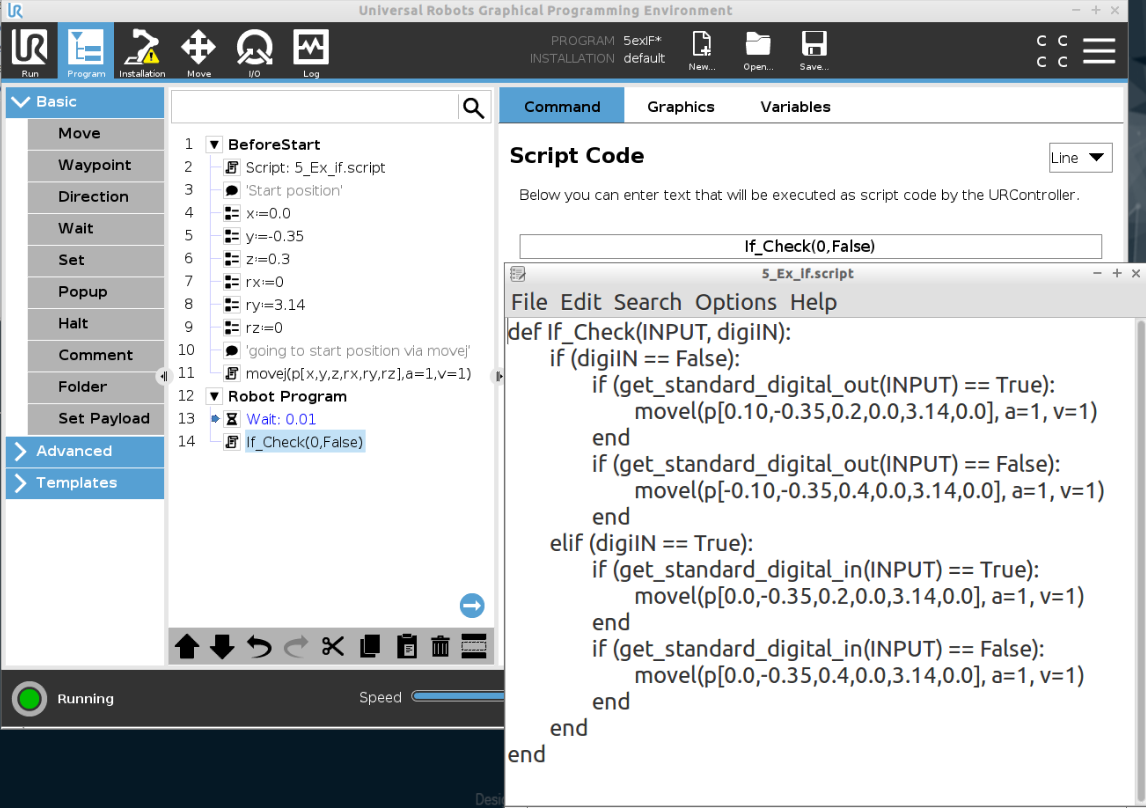 UR Universal Robots Graphical Programming Environment
UR
Run
Program
Installation
Move
I/O
Log
PROGRAM 5exIF*
INSTALLATION default
New...
Open...
Save...
C C
C C
Basic
Move
Waypoint
Direction
Wait
Set
Popup
Halt
Comment
Folder
Set Payload
Advanced
Templates
1 BeforeStart
2 Script: 5_Ex_if.script
3 'Start position'
4 x:=0.0
5 y:=-0.35
6 z:=0.3
7 rx:=0
8 ry:=3.14
9 rz:=0
10 'going to start position via movej'
11 movej(p[x,y,z,rx,ry,rz],a=1,v=1)
12 Robot Program
13 Wait: 0.01
14 If_Check(0,False)
Command Graphics Variables
Script Code
Line
Below you can enter text that will be executed as script code by the URController.
If_Check(0,False)
5_Ex_if.script
File Edit Search Options Help
def If_Check(INPUT, digiIN):
if (digiIN == False):
if (get_standard_digital_out(INPUT) == True):
movel(p[0.10,-0.35,0.2,0.0,3.14,0.0], a=1, v=1)
end
if (get_standard_digital_out(INPUT) == False):
movel(p[-0.10,-0.35,0.4,0.0,3.14,0.0], a=1, v=1)
end
elif (digiIN == True):
if (get_standard_digital_in(INPUT) == True):
movel(p[0.0,-0.35,0.2,0.0,3.14,0.0], a=1, v=1)
end
if (get_standard_digital_in(INPUT) == False):
movel(p[0.0,-0.35,0.4,0.0,3.14,0.0], a=1, v=1)
end
end
end
Running
Speed